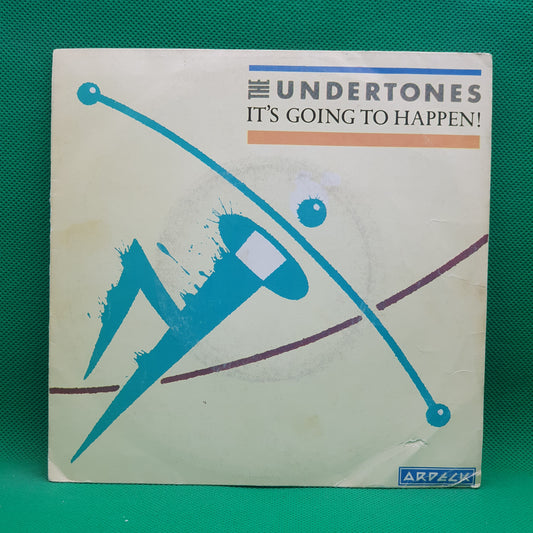 THE UNDERTONES
IT'S GOING TO HAPPEN!
ARDECK